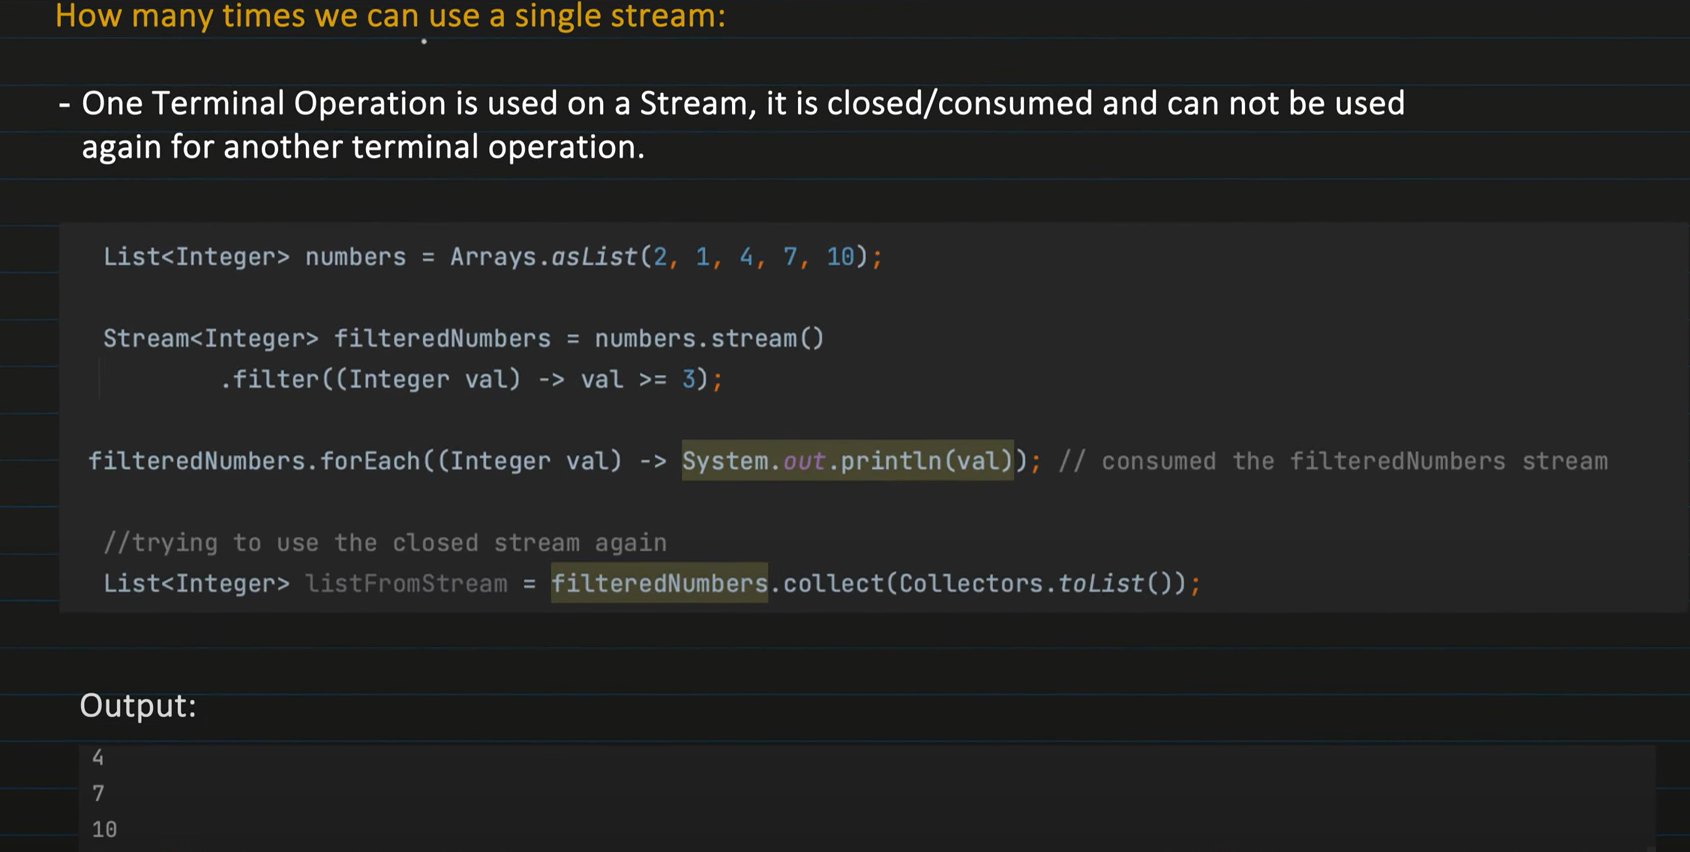 How many times we can use a single stream:
- One Terminal Operation is used on a Stream, it is closed/consumed and can not be used
again for another terminal operation.
List<Integer> numbers = Arrays.asList(2, 1, 4, 7, 10);
Stream<Integer> filteredNumbers = numbers.stream()
.filter((Integer val) -> val >= 3);
filteredNumbers.forEach((Integer val) -> System.out.println(val)); // consumed the filteredNumbers stream
//trying to use the closed stream again
List<Integer> listFromStream = filteredNumbers.collect(Collectors.toList());
Output:
4
7
10